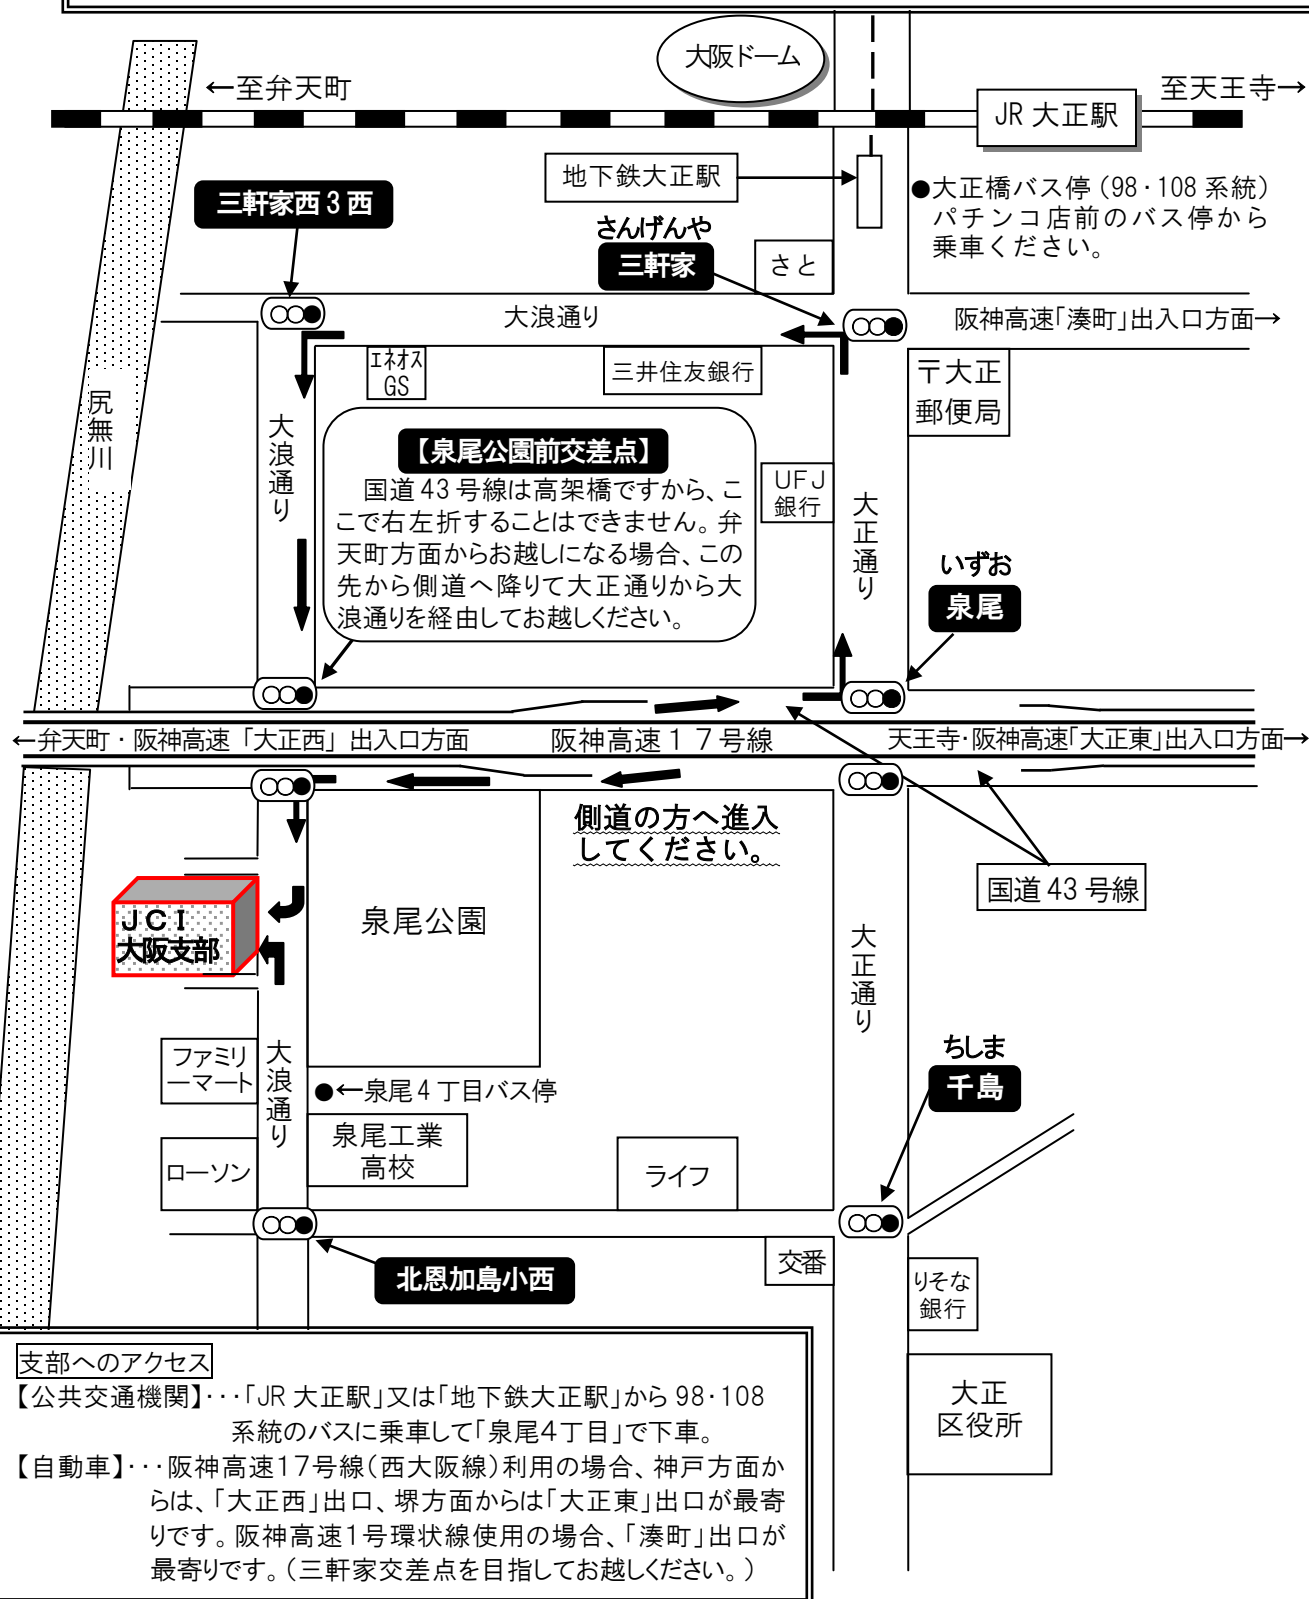 大阪ドーム
←至弁天町
至天王寺→
JR 大正駅
地下鉄大正駅
●大正橋バス停(98・108 系統)
パチンコ店前のバス停から
乗車ください。
三軒家西3西
さんげんや
三軒家
さと
大浪通り
阪神高速「湊町」出入口方面→
エネオス
GS
三井住友銀行
〒大正
郵便局
尻無川
大浪通り
【泉尾公園前交差点】
国道43号線は高架橋ですから、こ
こで右左折することはできません。弁
天町方面からお越しになる場合、この
先から側道へ降りて大正通りから大
浪通りを経由してお越しください。
UFJ
銀行
大正通り
いずお
泉尾
←弁天町・阪神高速「大正西」出入口方面
阪神高速17号線
天王寺・阪神高速「大正東」出入口方面→
側道の方へ進入
してください。
国道43号線
JCI
大阪支部
泉尾公園
大正通り
ファミリ
ーマート
大浪通り
●←泉尾4丁目バス停
ちしま
千島
泉尾工業
高校
ローソン
ライフ
北恩加島小西
交番
りそな
銀行
大正
区役所
支部へのアクセス
【公共交通機関】・・・「JR大正駅」又は「地下鉄大正駅」から98・108
系統のバスに乗車して「泉尾4丁目」で下車。
【自動車】・・・阪神高速17号線(西大阪線)利用の場合、神戸方面か
らは、「大正西」出口、堺方面からは「大正東」出口が最寄
りです。阪神高速1号環状線使用の場合、「湊町」出口が
最寄りです。(三軒家交差点を目指してお越しください。)